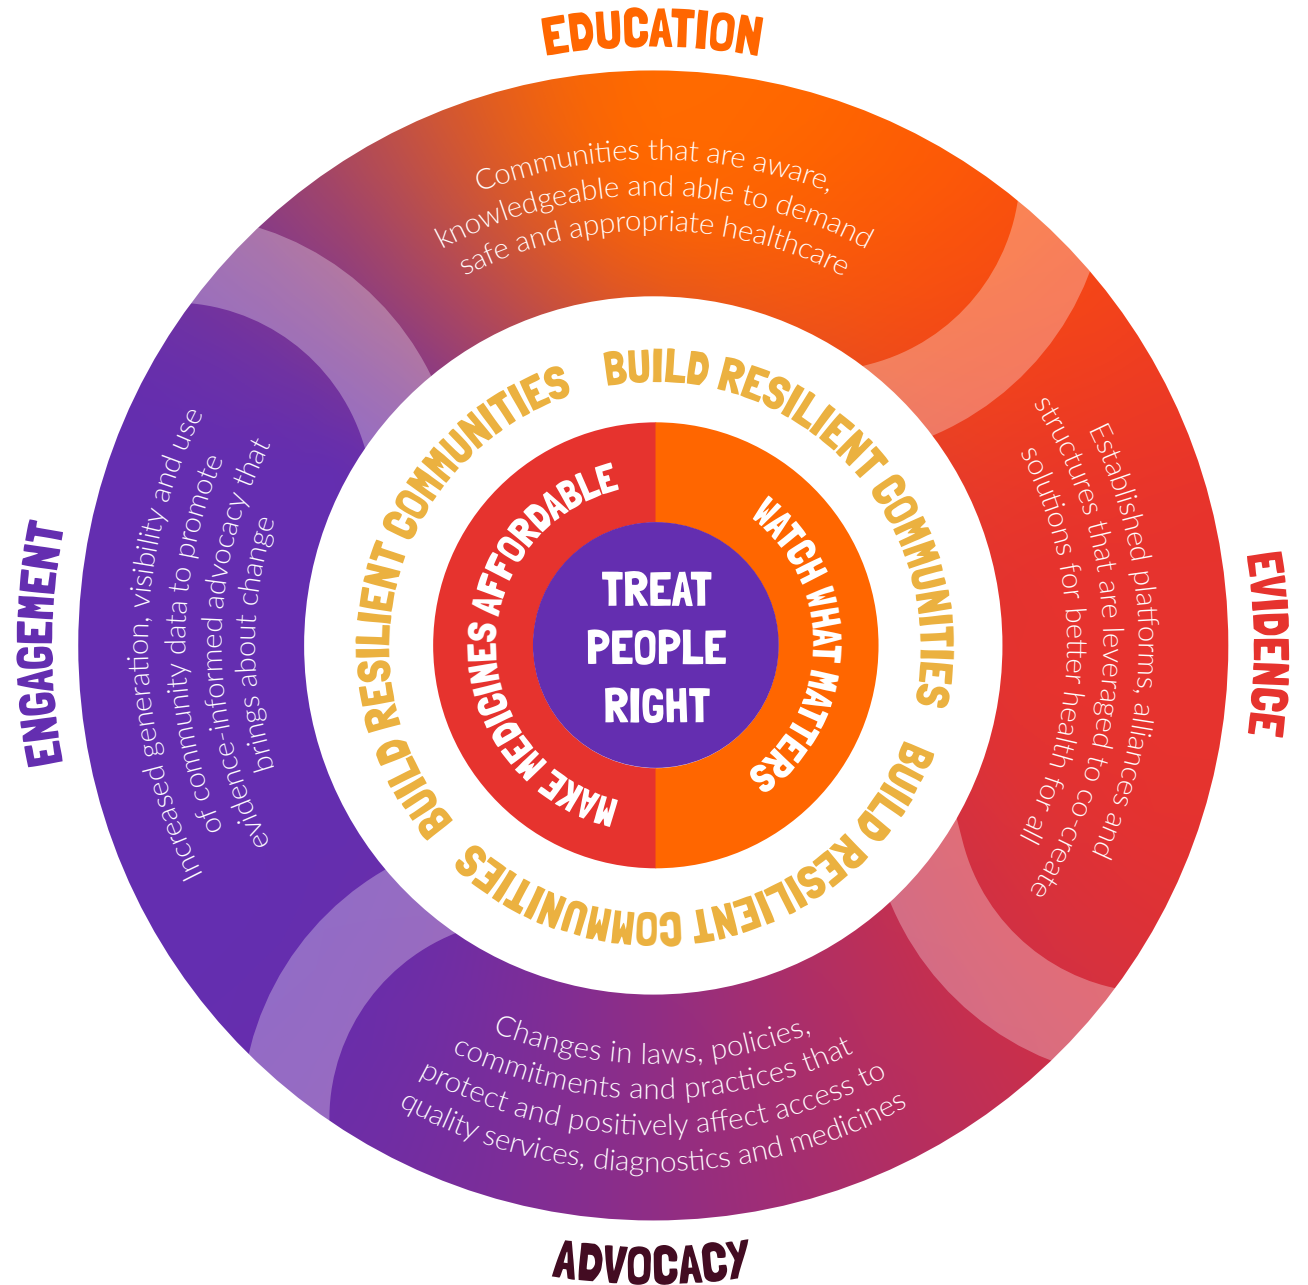 EDUCATION
Communities that are aware,
knowledgeable and able to demand
safe and appropriate healthcare
EVIDENCE
Established platforms, alliances and
structures that are leveraged to co-create
solutions for better health for all
ADVOCACY
Changes in laws, policies,
commitments and practices that
protect and positively affect access to
quality services, diagnostics and medicines
ENGAGEMENT
Increased generation, visibility and use
of community data to promote
evidence-informed advocacy that
brings about change
BUILD RESILIENT COMMUNITIES
BUILD RESILIENT COMMUNITIES
BUILD RESILIENT COMMUNITIES
MAKE MEDICINES AFFORDABLE
WATCH WHAT MATTERS
TREAT
PEOPLE
RIGHT